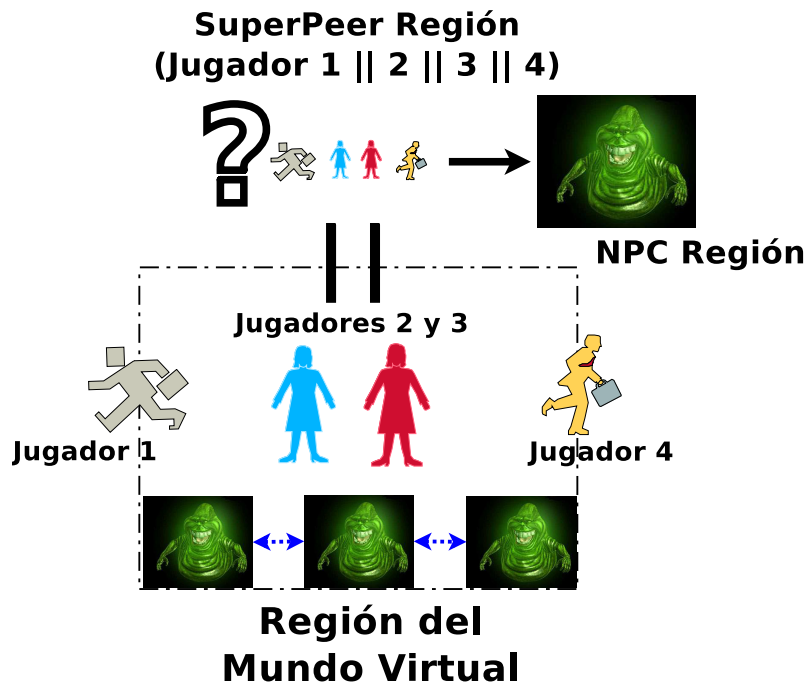 SuperPeer Región
(Jugador 1 || 2 || 3 || 4)
?
NPC Región
Jugadores 2 y 3
Jugador 1
Jugador 4
Región del
Mundo Virtual